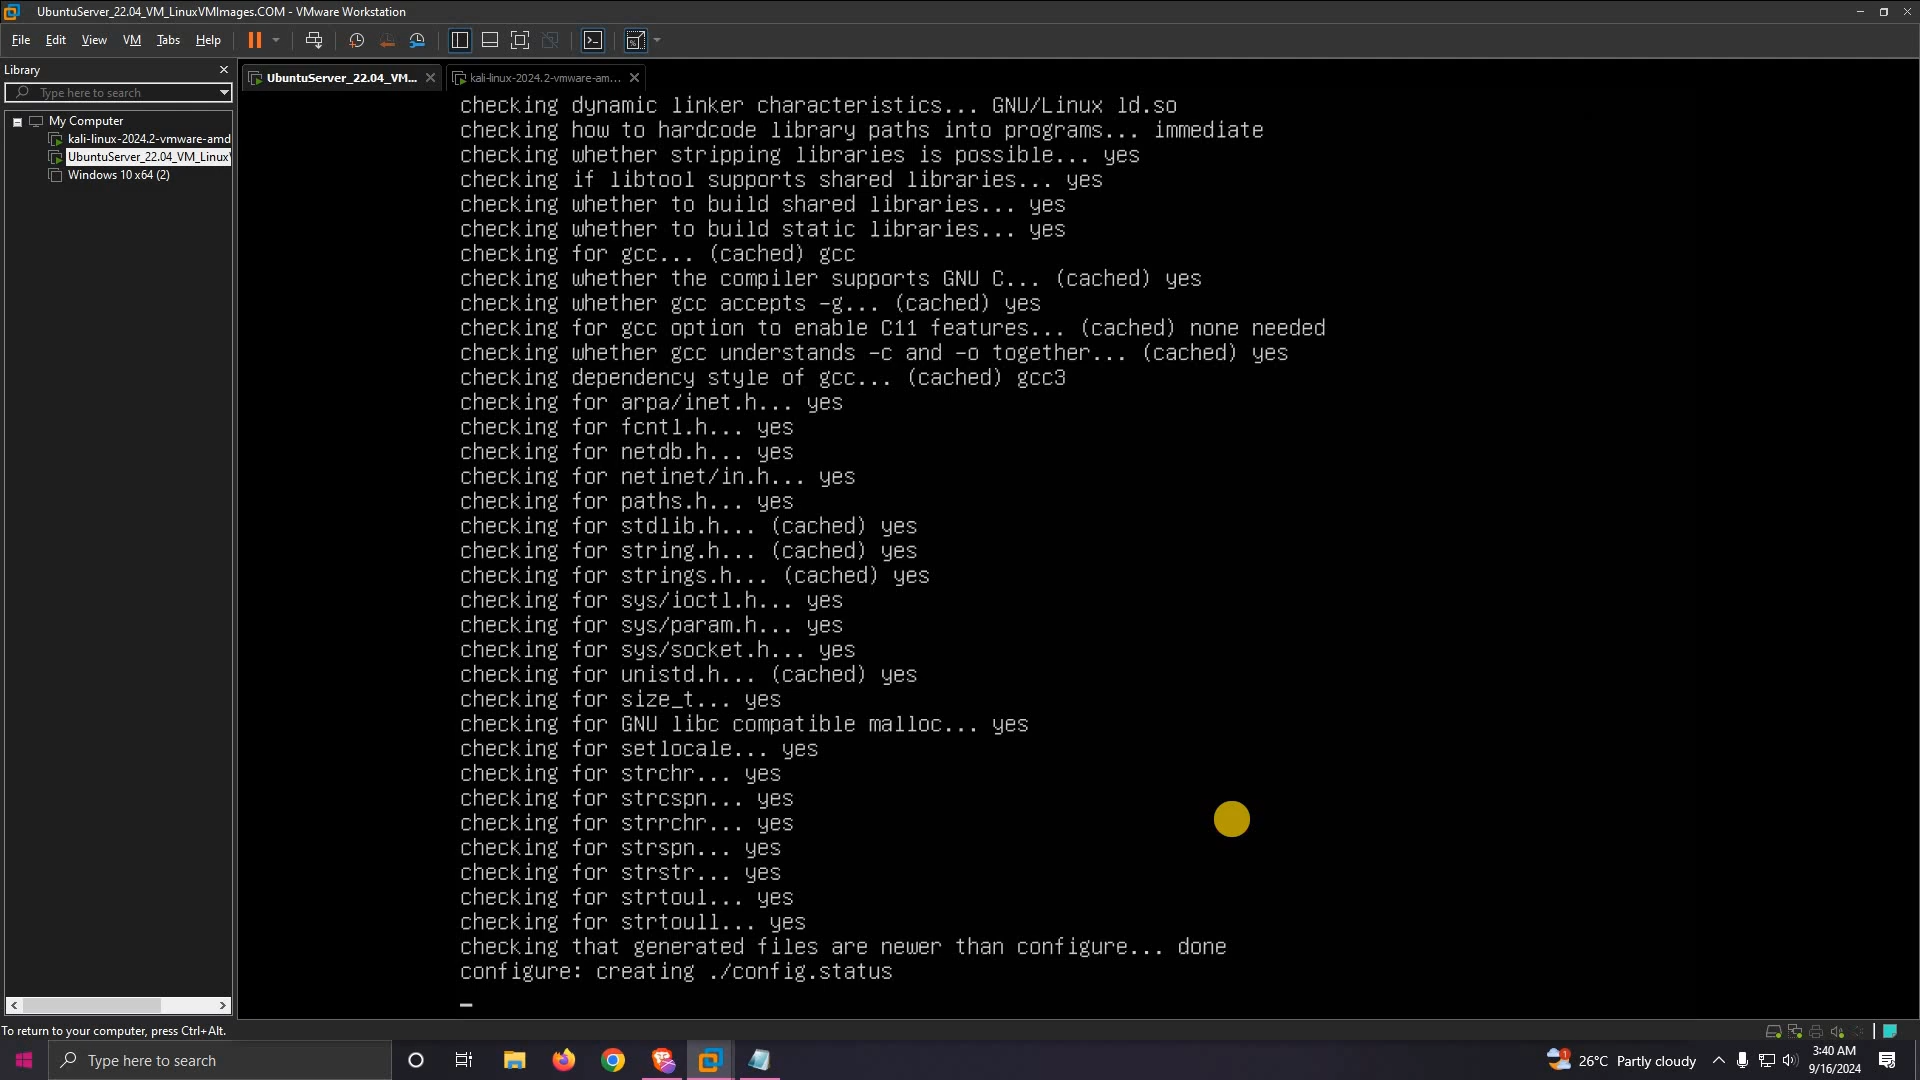 UbuntuServer_22.04_VM_LinuxVMImages.COM - VMware Workstation
File Edit View VM Tabs Help
Library
Type here to search
My Computer
kali-linux-2024.2-vmware-amd
UbuntuServer_22.04_VM_Linux
Windows 10 x64 (2)
UbuntuServer_22.04_VM...
kali-linux-2024.2-vmware-am...
checking dynamic linker characteristics... GNU/Linux ld.so
checking how to hardcode library paths into programs... immediate
checking whether stripping libraries is possible... yes
checking if libtool supports shared libraries... yes
checking whether to build shared libraries... yes
checking whether to build static libraries... yes
checking for gcc... (cached) gcc
checking whether the compiler supports GNU C... (cached) yes
checking whether gcc accepts -g... (cached) yes
checking for gcc option to enable C11 features... (cached) none needed
checking whether gcc understands -c and -o together... (cached) yes
checking dependency style of gcc... (cached) gcc3
checking for arpa/inet.h... yes
checking for fcntl.h... yes
checking for netdb.h... yes
checking for netinet/in.h... yes
checking for paths.h... yes
checking for stdlib.h... (cached) yes
checking for string.h... (cached) yes
checking for strings.h... (cached) yes
checking for sys/ioctl.h... yes
checking for sys/param.h... yes
checking for sys/socket.h... yes
checking for unistd.h... (cached) yes
checking for size_t... yes
checking for GNU libc compatible malloc... yes
checking for setlocale... yes
checking for strchr... yes
checking for strcspn... yes
checking for strrchr... yes
checking for strspn... yes
checking for strstr... yes
checking for strtoul... yes
checking for strtoull... yes
checking that generated files are newer than configure... done
configure: creating ./config.status
To return to your computer, press Ctrl+Alt.
Type here to search
1
26°C Partly cloudy
3:40 AM
9/16/2024